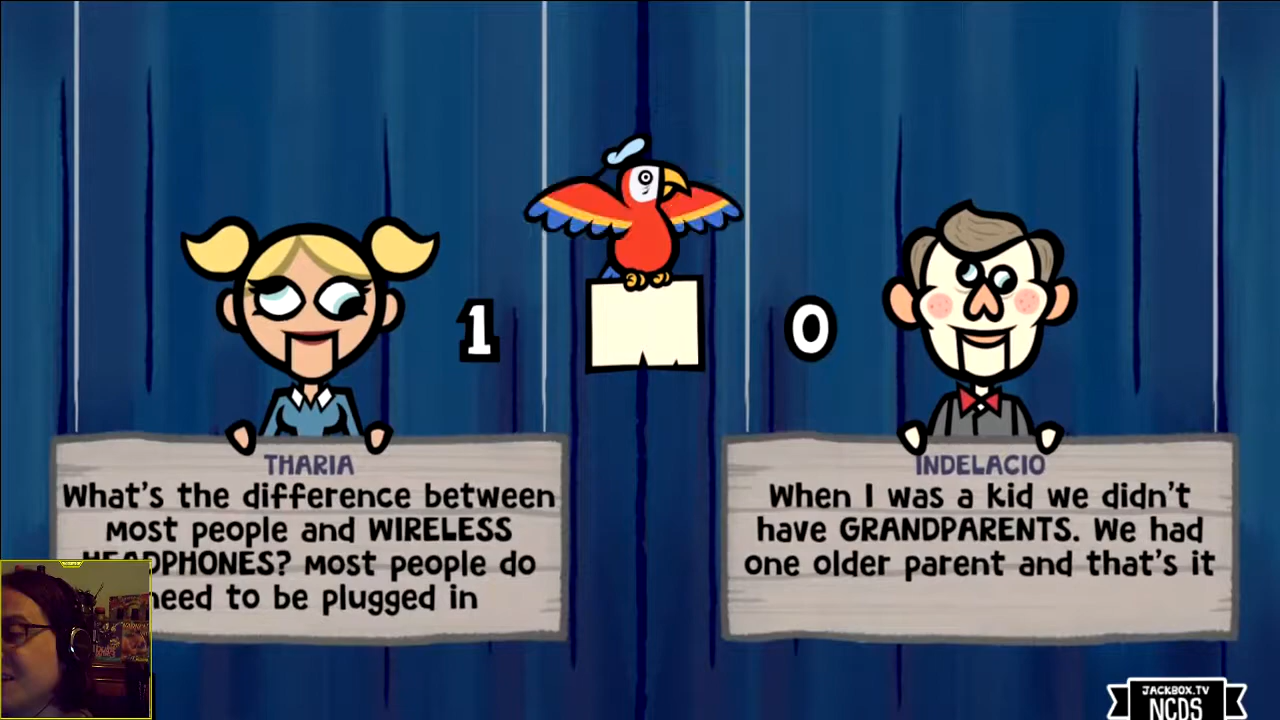 1
0
THARIA
What's the difference between
most people and WIRELESS
HEADPHONES? Most people do
need to be plugged in
INDELACIO
When I was a kid we didn't
have GRANDPARENTS. We had
one older parent and that's it
JACKBOX.TV
NCDS